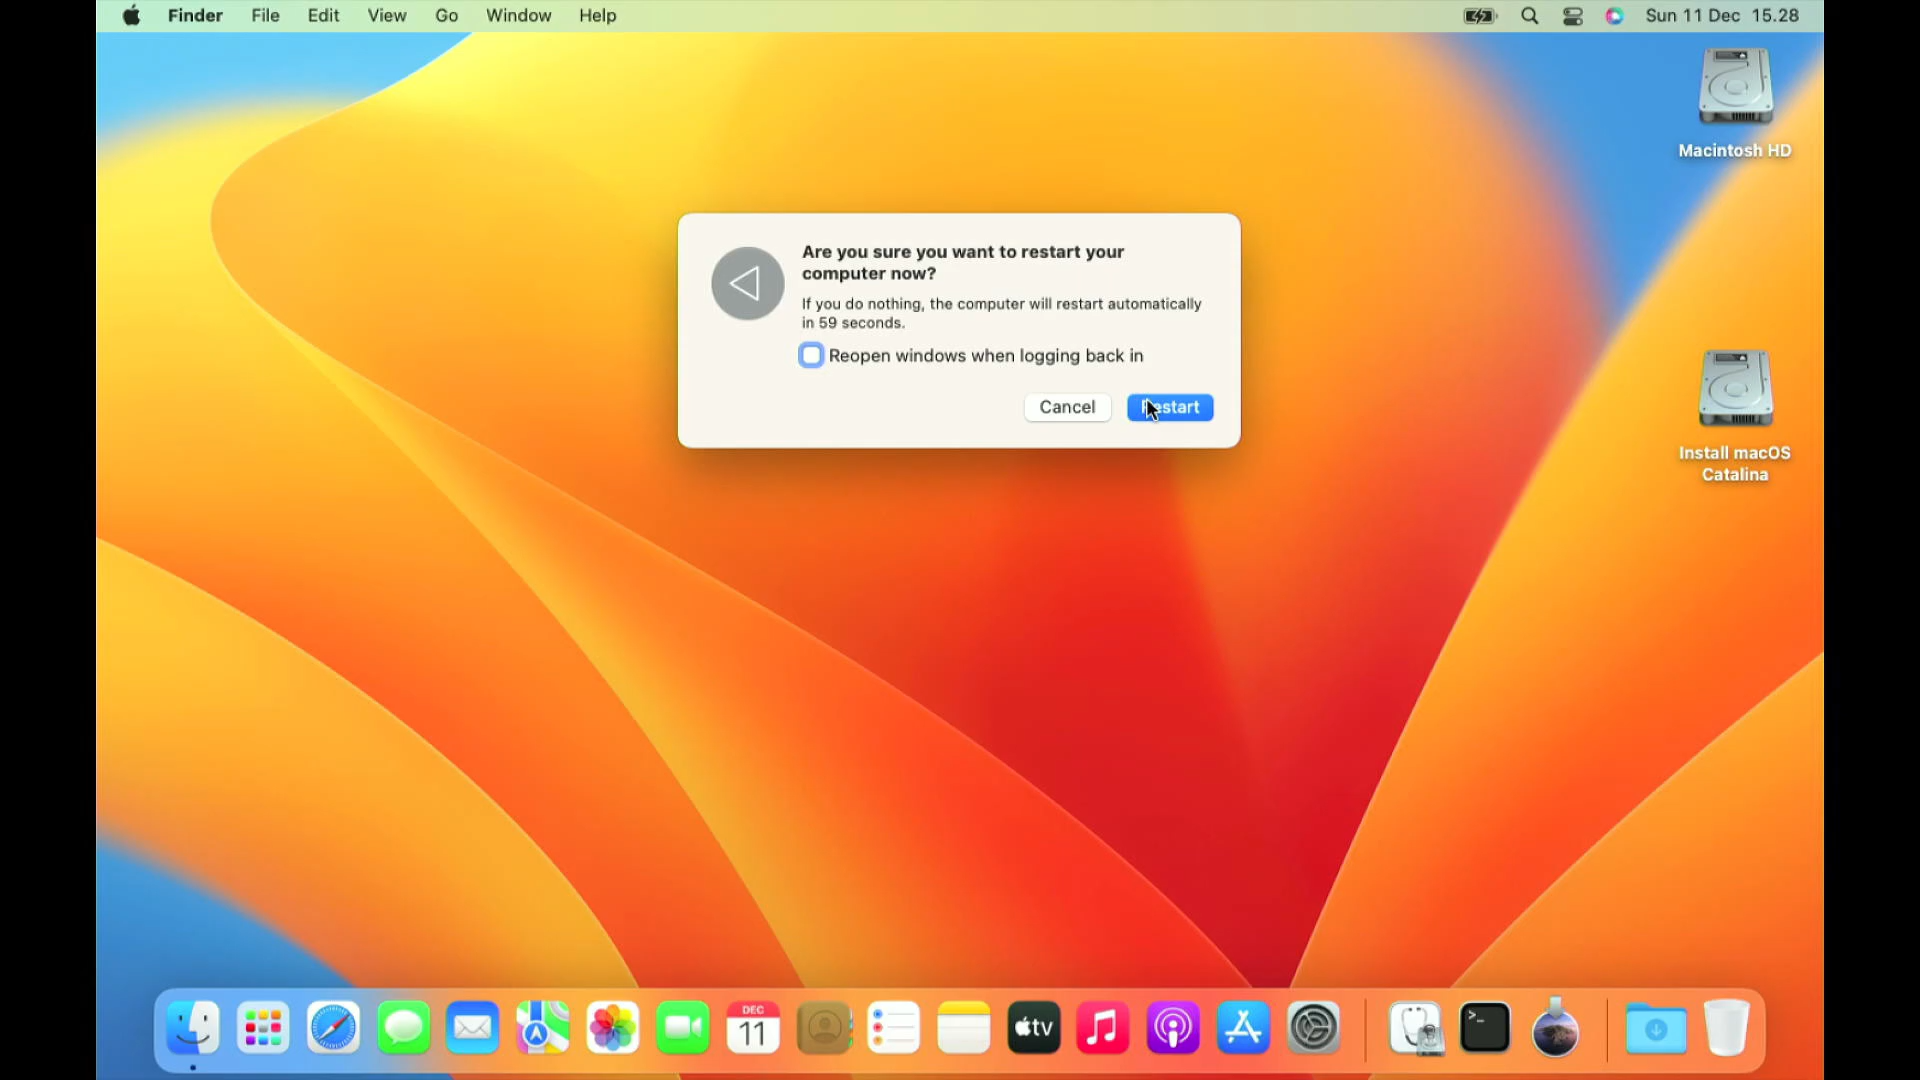 Finder File Edit View Go Window Help Sun 11 Dec 15.28
Macintosh HD
Are you sure you want to restart your
computer now?
If you do nothing, the computer will restart automatically
in 59 seconds.
Reopen windows when logging back in
Cancel
Install macOS
Catalina
DEC
11
tv
>_